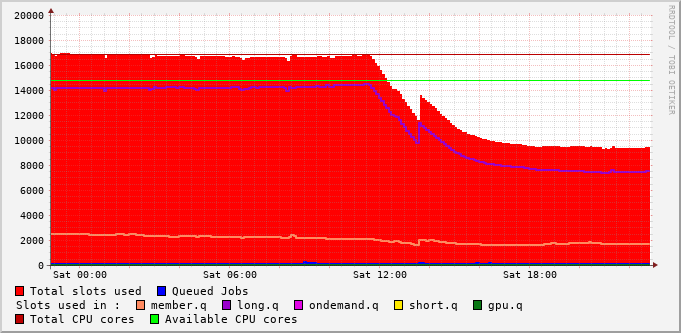 20000
18000
16000
14000
12000
10000
8000
6000
4000
2000
0
Sat 00:00 Sat 06:00 Sat 12:00 Sat 18:00
RRDTOOL / TOBI OETIKER
Total slots used Queued Jobs
Slots used in : member.q long.q ondemand.q short.q gpu.q
Total CPU cores Available CPU cores